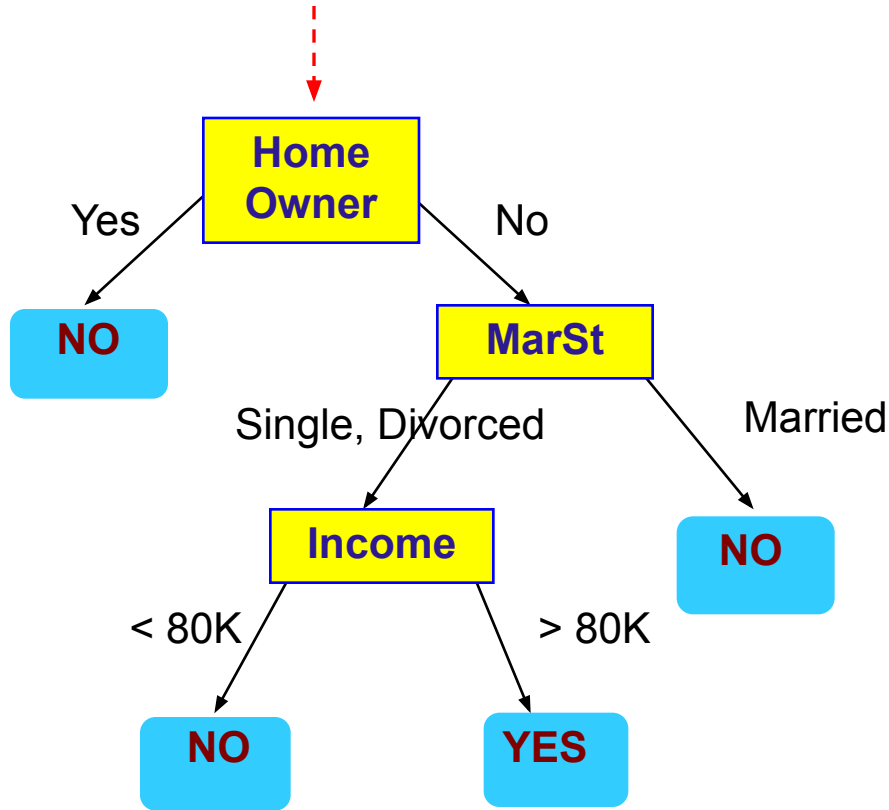 Home
Owner
Yes
No
NO
MarSt
Single, Divorced
Married
Income
NO
< 80K
> 80K
NO
YES